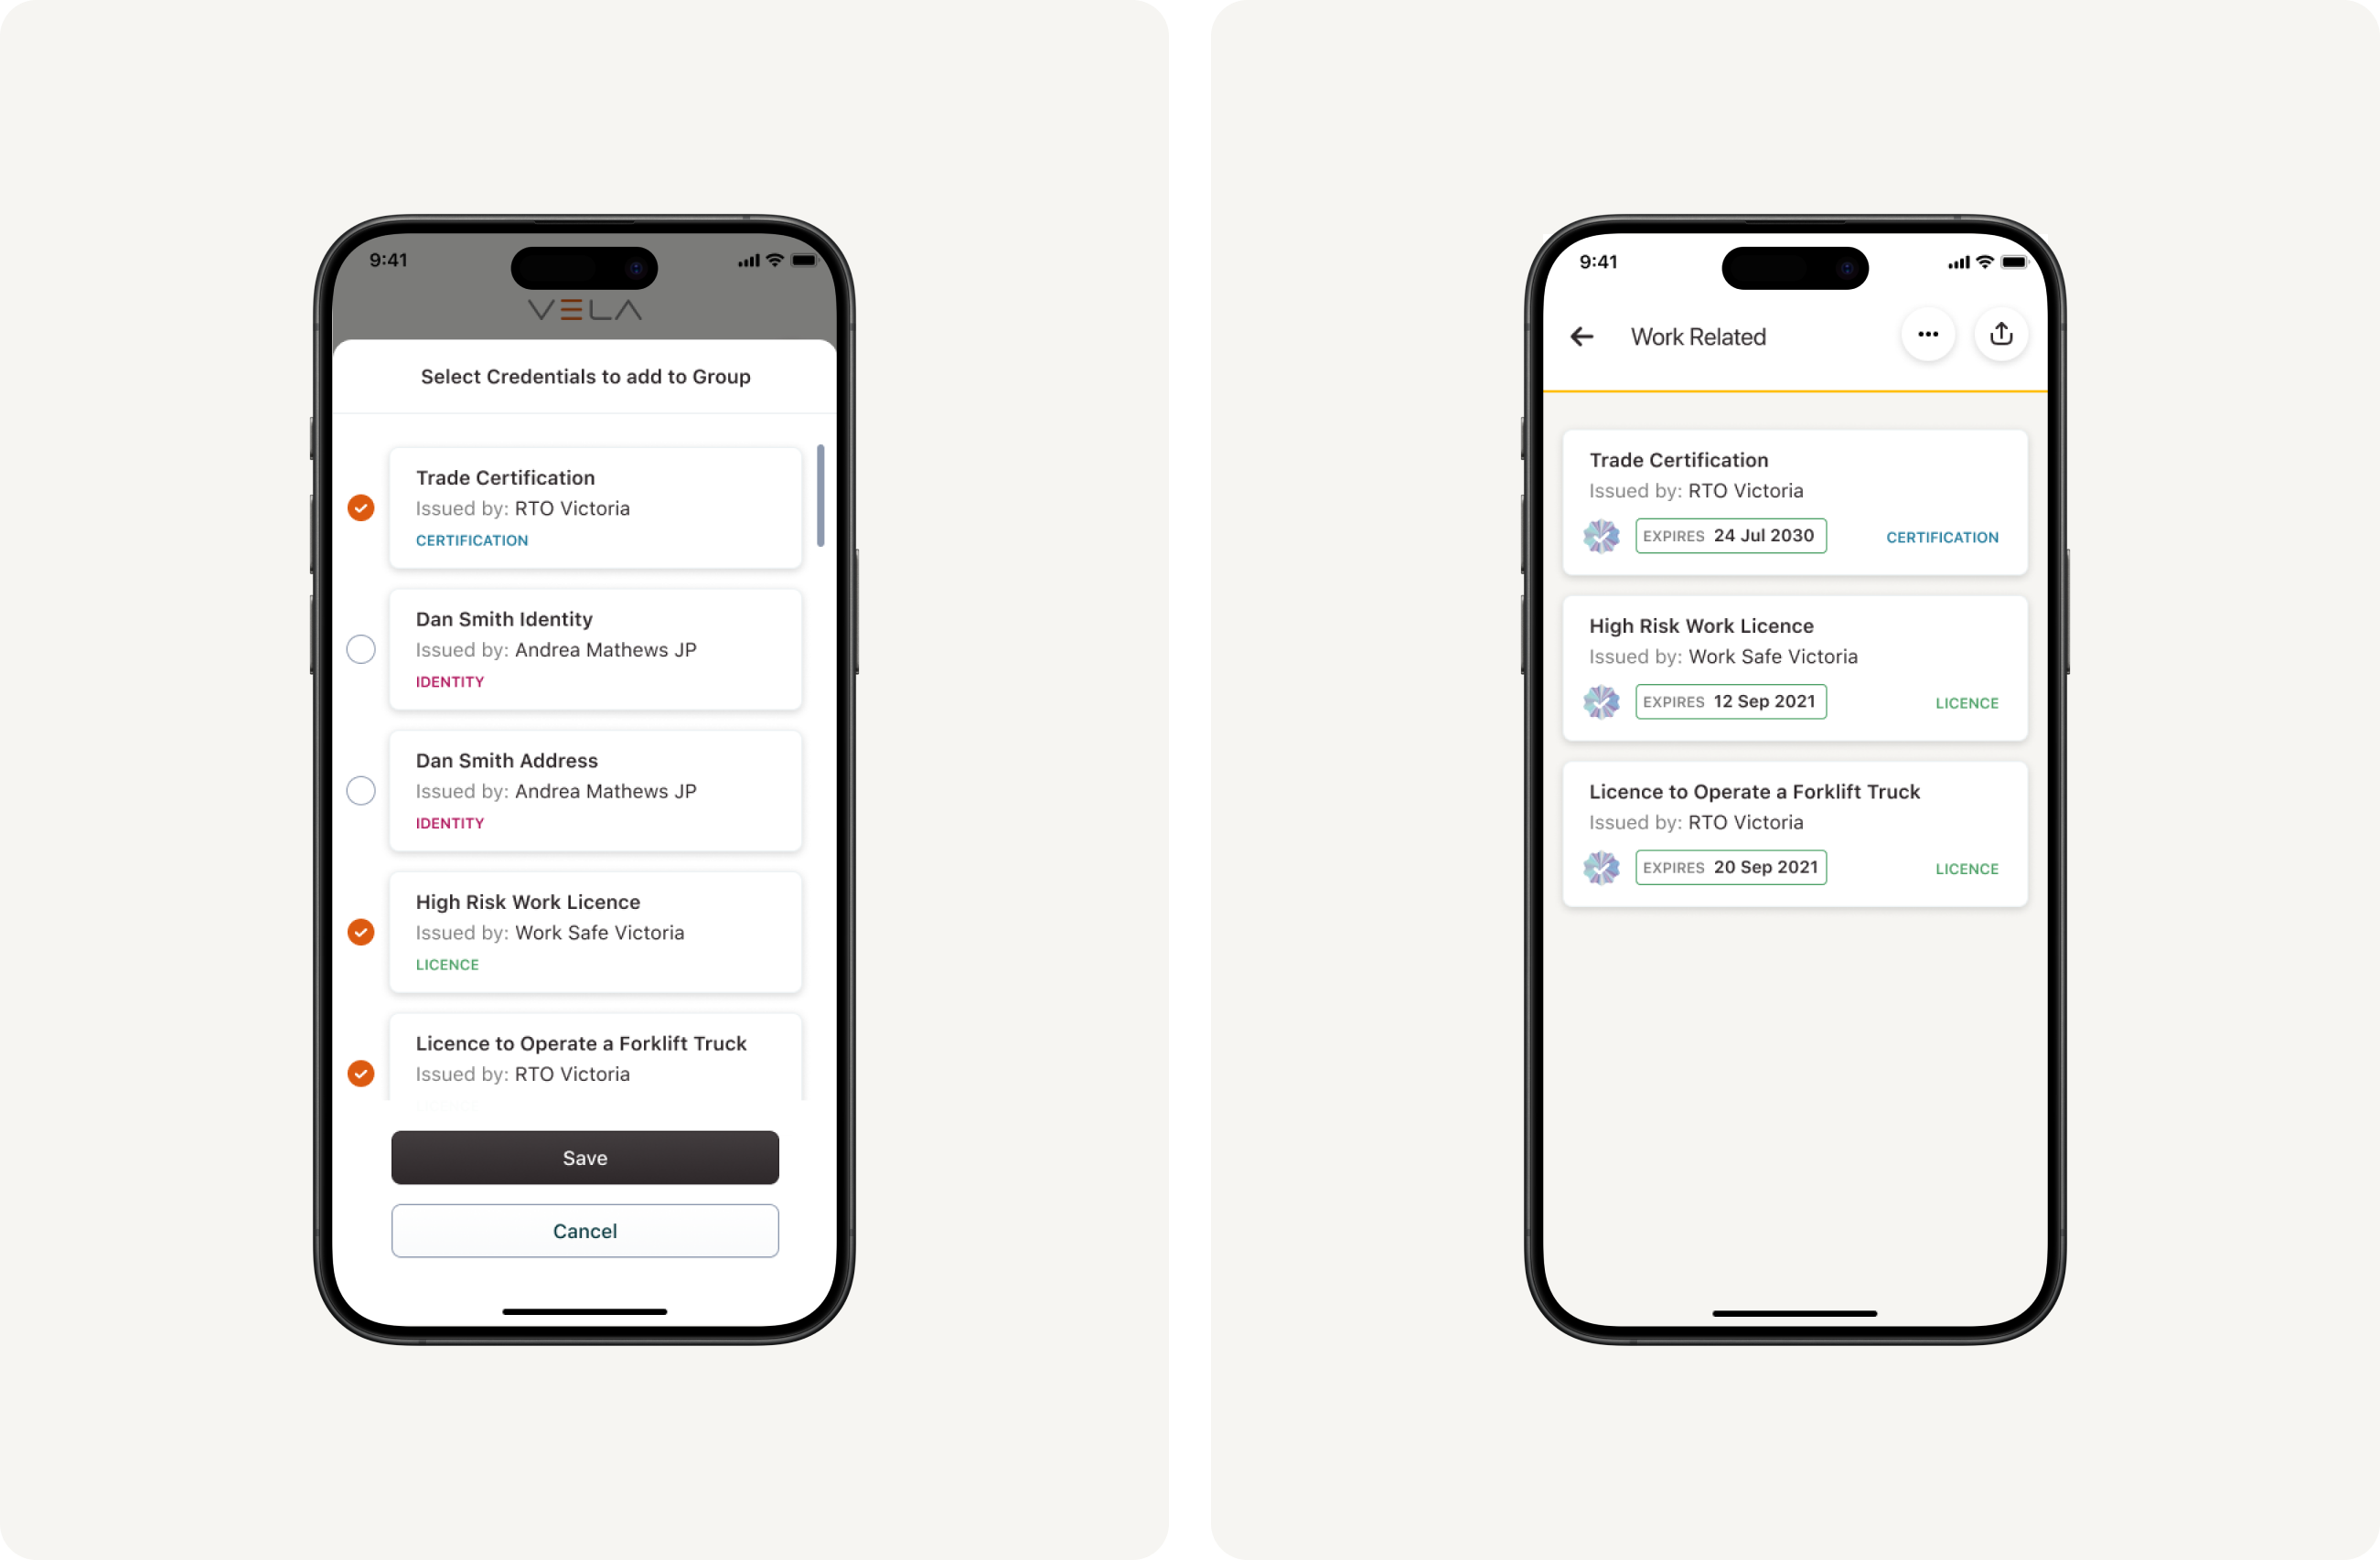 9:41
VELA
Select Credentials to add to Group
Trade Certification
Issued by: RTO Victoria
CERTIFICATION
Dan Smith Identity
Issued by: Andrea Mathews JP
IDENTITY
Dan Smith Address
Issued by: Andrea Mathews JP
IDENTITY
High Risk Work Licence
Issued by: Work Safe Victoria
LICENCE
Licence to Operate a Forklift Truck
Issued by: RTO Victoria
Save
Cancel
9:41
Work Related
Trade Certification
Issued by: RTO Victoria
EXPIRES 24 Jul 2030 CERTIFICATION
High Risk Work Licence
Issued by: Work Safe Victoria
EXPIRES 12 Sep 2021 LICENCE
Licence to Operate a Forklift Truck
Issued by: RTO Victoria
EXPIRES 20 Sep 2021 LICENCE